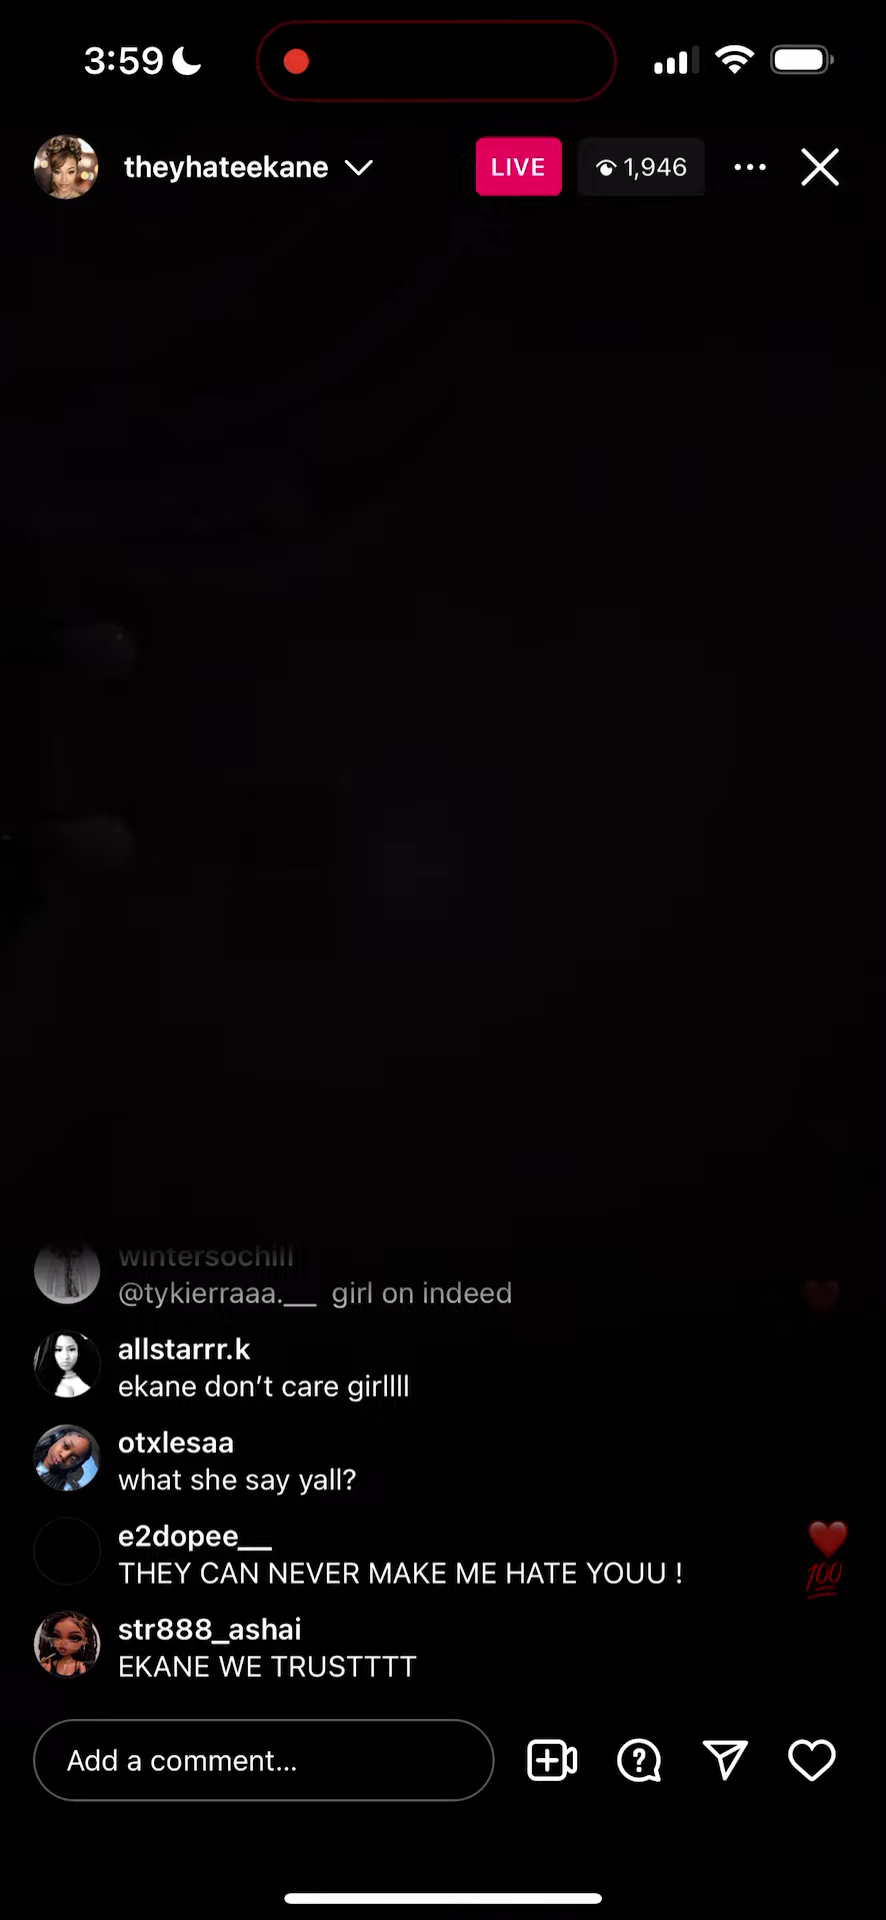 3:59
theyhateekane
LIVE
1,946
wintersochill
@tykierraaa.__ girl on indeed
allstarrr.k
ekane don’t care girllll
otxlesaa
what she say yall?
e2dopee__
THEY CAN NEVER MAKE ME HATE YOUU !
100
str888_ashai
EKANE WE TRUSTTTT
Add a comment...